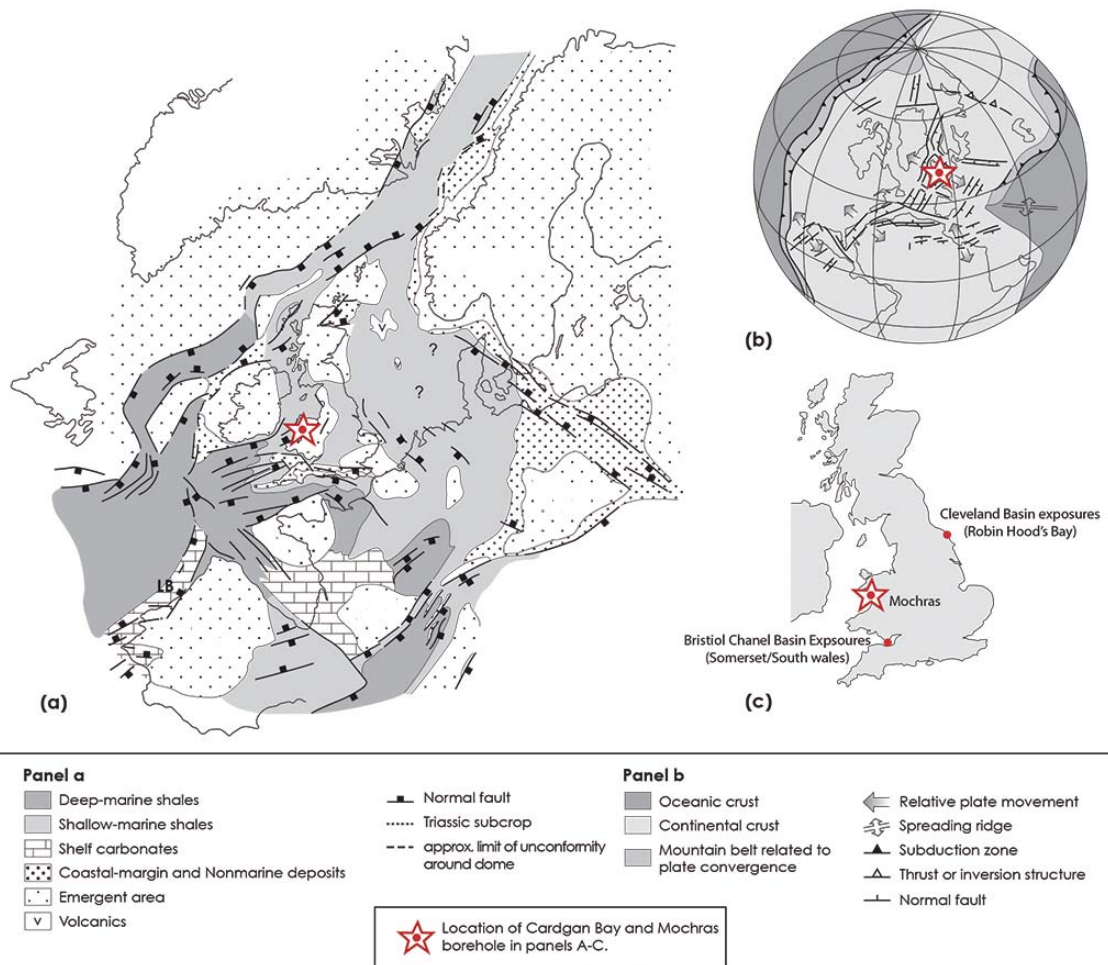 ?
v
?
LB
(a)
(b)
Cleveland Basin exposures
(Robin Hood's Bay)
Mochras
Bristiol Chanel Basin Expsoures
(Somerset/South wales)
(c)
Panel a
Deep-marine shales
Shallow-marine shales
Shelf carbonates
Coastal-margin and Nonmarine deposits
Emergent area
v
Volcanics
Normal fault
Triassic subcrop
approx. limit of unconformity
around dome
Panel b
Oceanic crust
Continental crust
Mountain belt related to
plate convergence
Relative plate movement
Spreading ridge
Subduction zone
Thrust or inversion structure
Normal fault
Location of Cardgan Bay and Mochras
borehole in panels A-C.